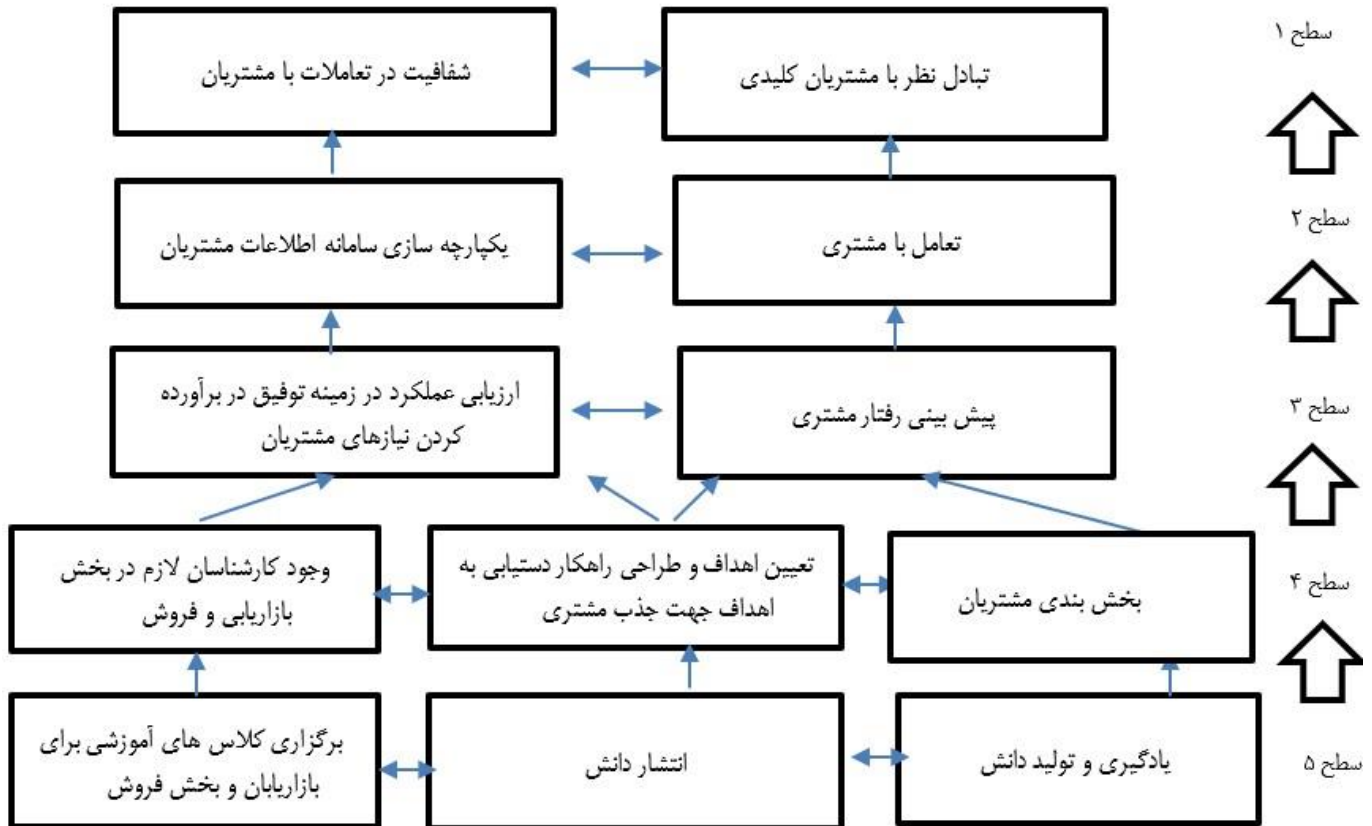 سطح ۱
تبادل نظر با مشتریان کلیدی
شفافیت در تعاملات با مشتریان
سطح ۲
تعامل با مشتری
یکپارچه سازی سامانه اطلاعات مشتریان
سطح ۳
پیش بینی رفتار مشتری
ارزیابی عملکرد در زمینه توفیق در برآورده
کردن نیازهای مشتریان
سطح ۴
بخش بندی مشتریان
تعیین اهداف و طراحی راهکار دستیابی به
اهداف جهت جذب مشتری
وجود کارشناسان لازم در بخش
بازاریابی و فروش
سطح ۵
یادگیری و تولید دانش
انتشار دانش
برگزاری کلاس های آموزشی برای
بازاریابان و بخش فروش